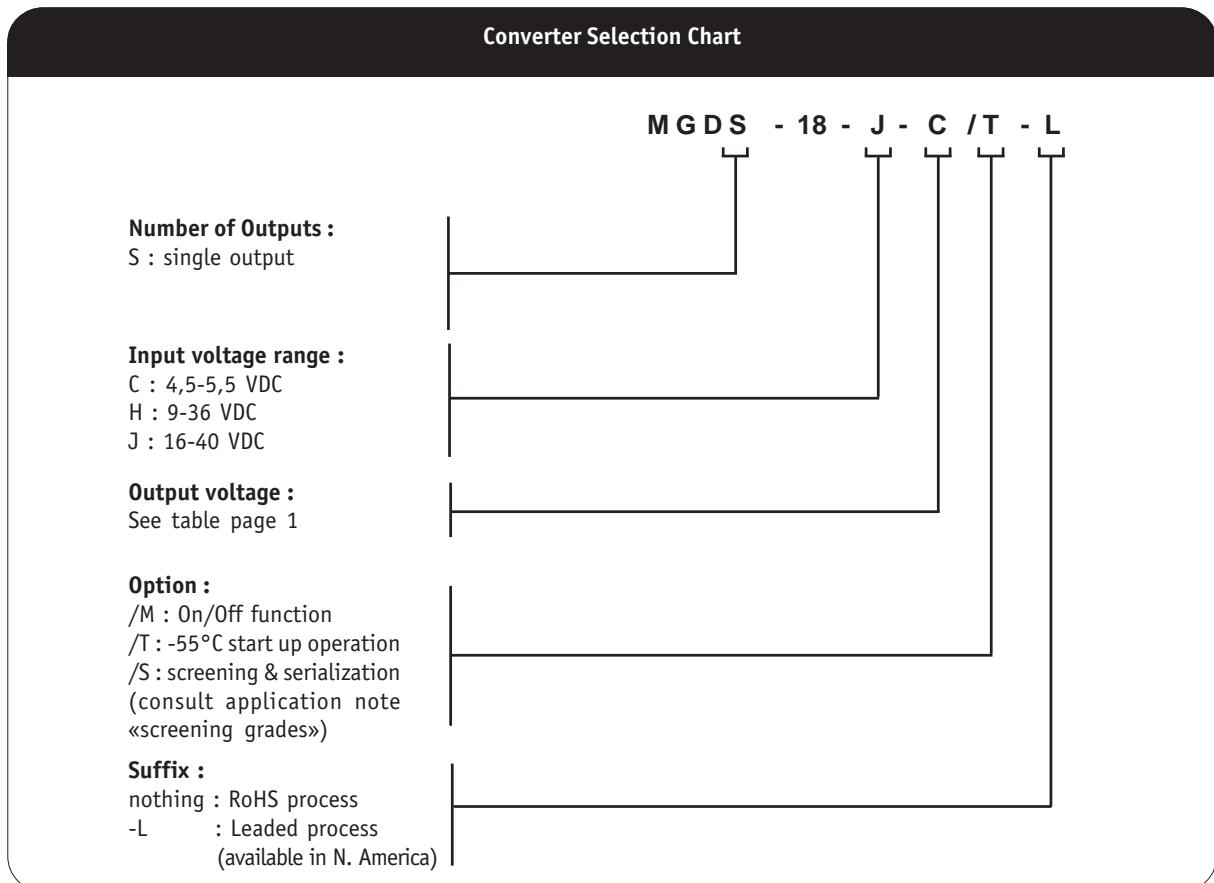 Converter Selection Chart
MGDS - 18 - J - C /T - L
Number of Outputs :
S : single output
Input voltage range :
C : 4,5-5,5 VDC
H : 9-36 VDC
J : 16-40 VDC
Output voltage :
See table page 1
Option :
/M : On/Off function
/T : -55°C start up operation
/S : screening & serialization
(consult application note
«screening grades»)
Suffix :
nothing : RoHS process
-L : Leaded process
(available in N. America)